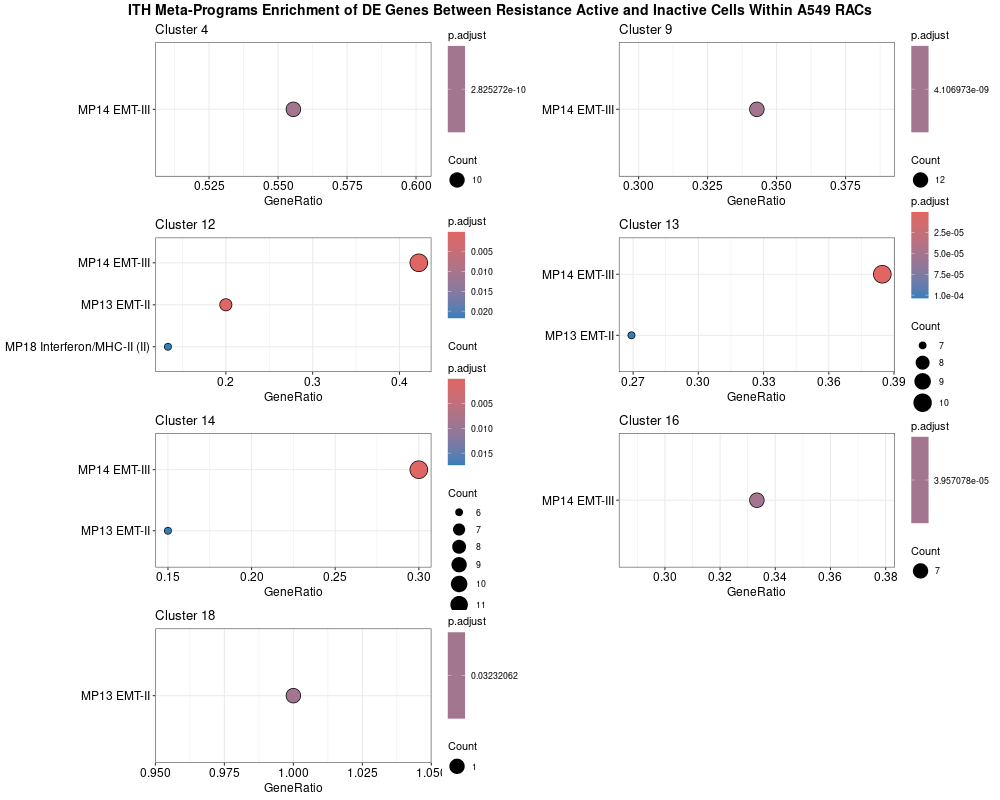 ITH Meta-Programs Enrichment of DE Genes Between Resistance Active and Inactive Cells Within A549 RACs
Cluster 4
MP14 EMT-III
0.525 0.550 0.575 0.600
GeneRatio
p.adjust
2.825272e-10
Count
10
Cluster 9
MP14 EMT-III
0.300 0.325 0.350 0.375
GeneRatio
p.adjust
4.106973e-09
Count
12
Cluster 12
MP14 EMT-III
MP13 EMT-II
MP18 Interferon/MHC-II (II)
0.2 0.3 0.4
GeneRatio
p.adjust
0.005
0.010
0.015
0.020
Count
Cluster 13
MP14 EMT-III
MP13 EMT-II
0.27 0.30 0.33 0.36 0.39
GeneRatio
p.adjust
2.5e-05
5.0e-05
7.5e-05
1.0e-04
Count
7
8
9
10
Cluster 14
MP14 EMT-III
MP13 EMT-II
0.15 0.20 0.25 0.30
GeneRatio
p.adjust
0.005
0.010
0.015
Count
6
7
8
9
10
11
Cluster 16
MP14 EMT-III
0.30 0.32 0.34 0.36 0.38
GeneRatio
p.adjust
3.957078e-05
Count
7
Cluster 18
MP13 EMT-II
0.950 0.975 1.000 1.025 1.05
GeneRatio
p.adjust
0.03232062
Count
1